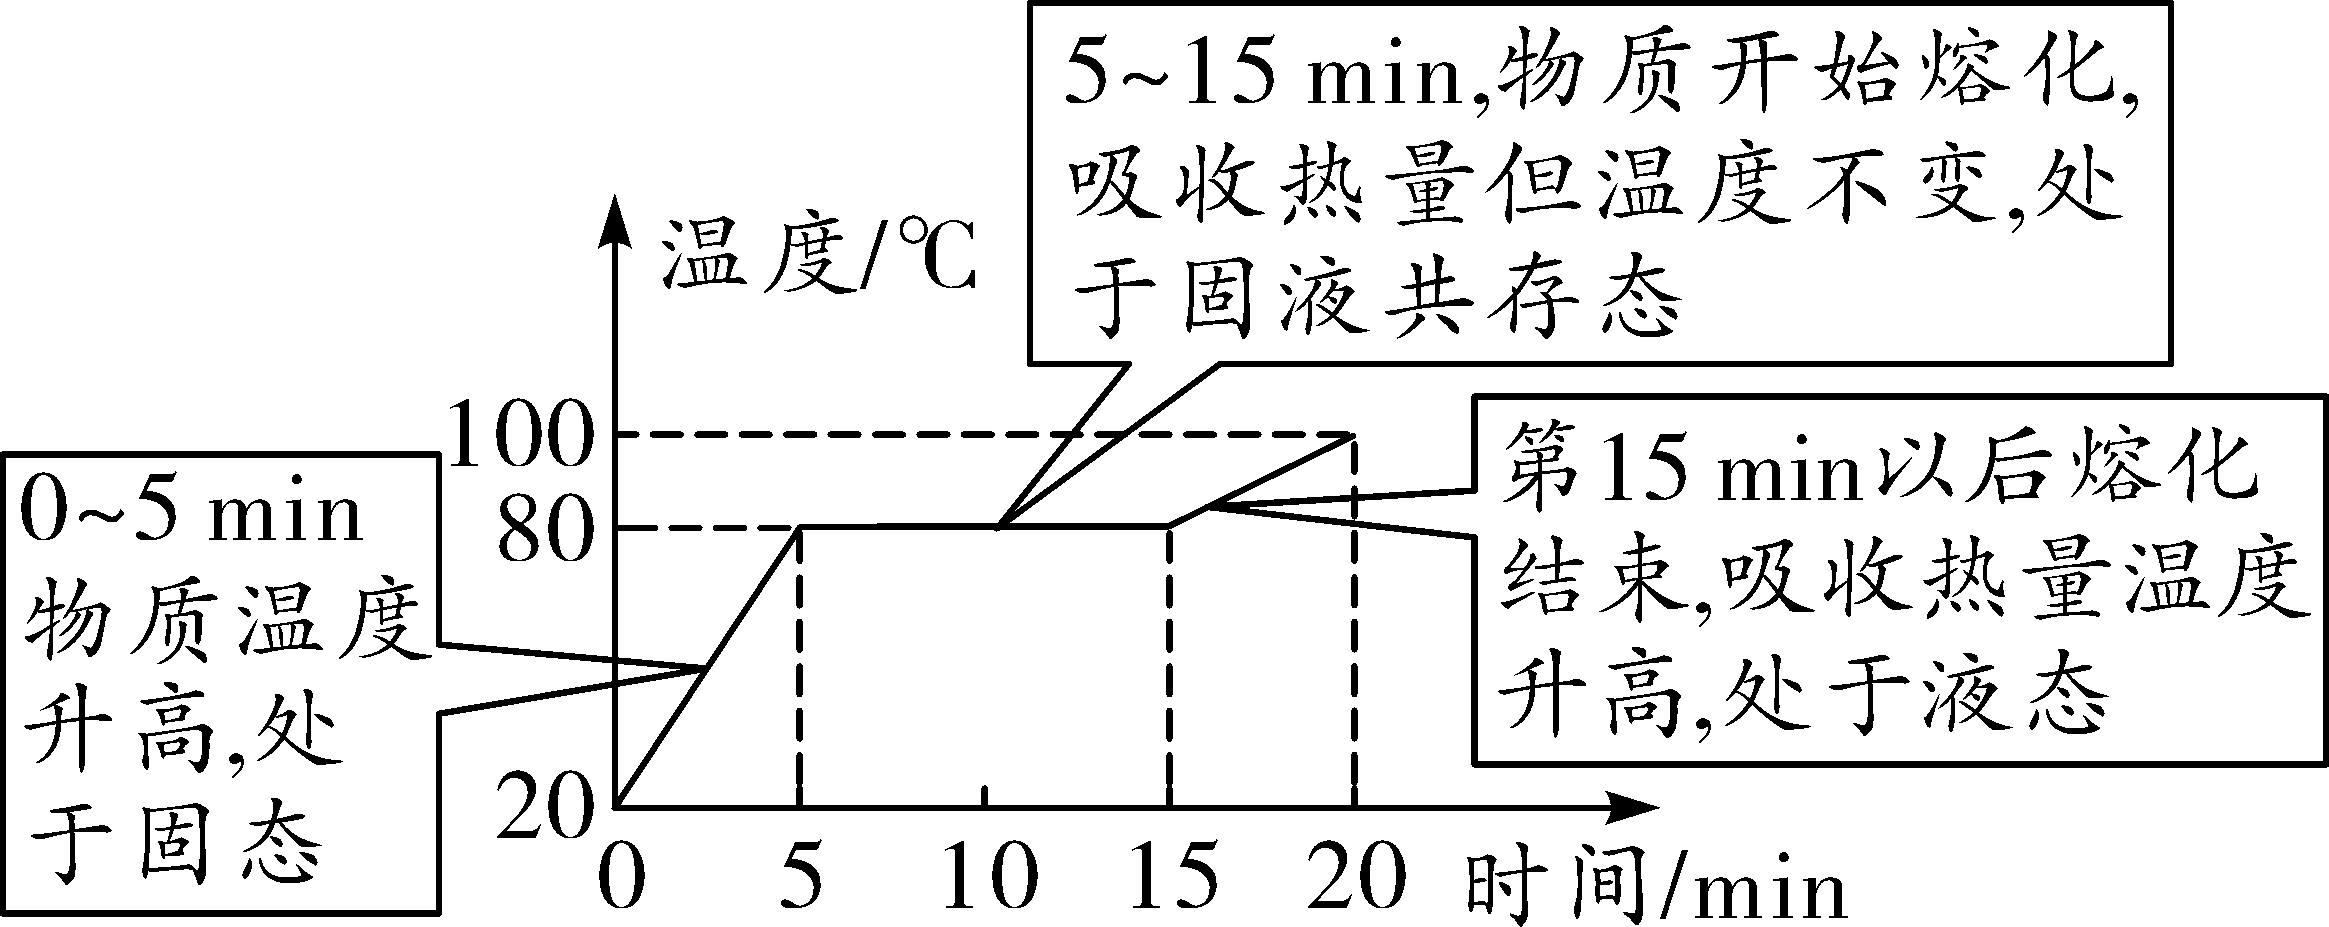 5~15 min,物质开始熔化,
吸收热量但温度不变,处
于固液共存态
温度/℃
100
80
20
0~5 min
物质温度
升高,处
于固态
第15 min以后熔化
结束,吸收热量温度
升高,处于液态
0 5 10 15 20 时间/min